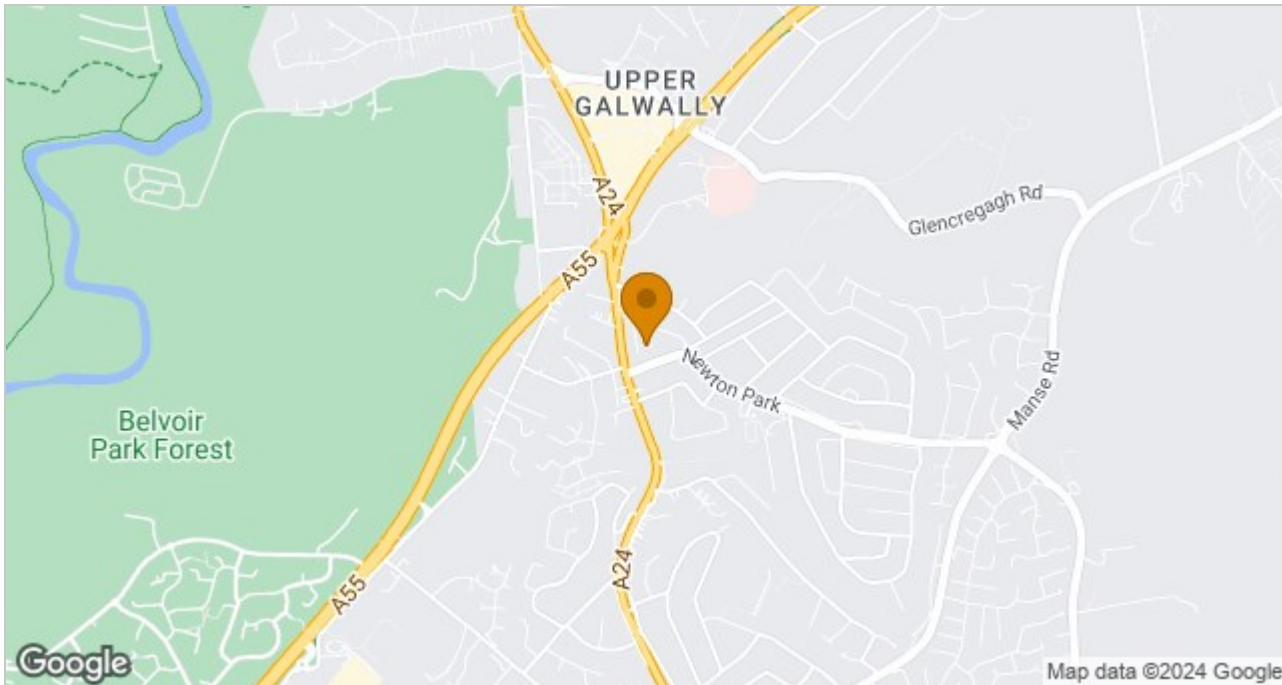 UPPER
GALWALLY
A24
Glencregagh Rd
A55
Newton Park
Manse Rd
Belvoir
Park Forest
A24
A55
Google
Map data ©2024 Google